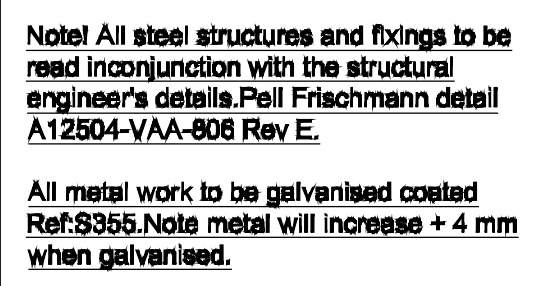 Note! All steel structures and fixings to be
read inconjunction with the structural
engineer's details.Pell Frischmann detail
A12504-VAA-806 Rev E.
All metal work to be galvanised coated
Ref:S355.Note metal will increase + 4 mm
when galvanised.